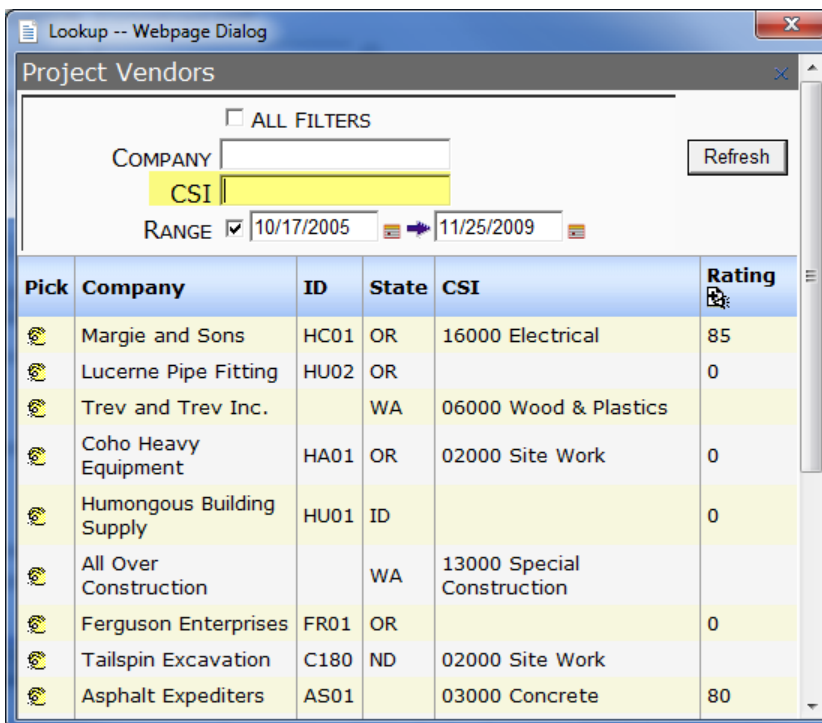 Lookup -- Webpage Dialog
x
Project Vendors
ALL FILTERS
COMPANY
Refresh
CSI
RANGE 10/17/2005 11/25/2009
Pick Company ID State CSI Rating
Margie and Sons HC01 OR 16000 Electrical 85
Lucerne Pipe Fitting HU02 OR 0
Trev and Trev Inc. WA 06000 Wood & Plastics
Coho Heavy
Equipment HA01 OR 02000 Site Work 0
Humongous Building
Supply HU01 ID 0
All Over
Construction WA 13000 Special
Construction
Ferguson Enterprises FR01 OR 0
Tailspin Excavation C180 ND 02000 Site Work
Asphalt Expediters AS01 03000 Concrete 80